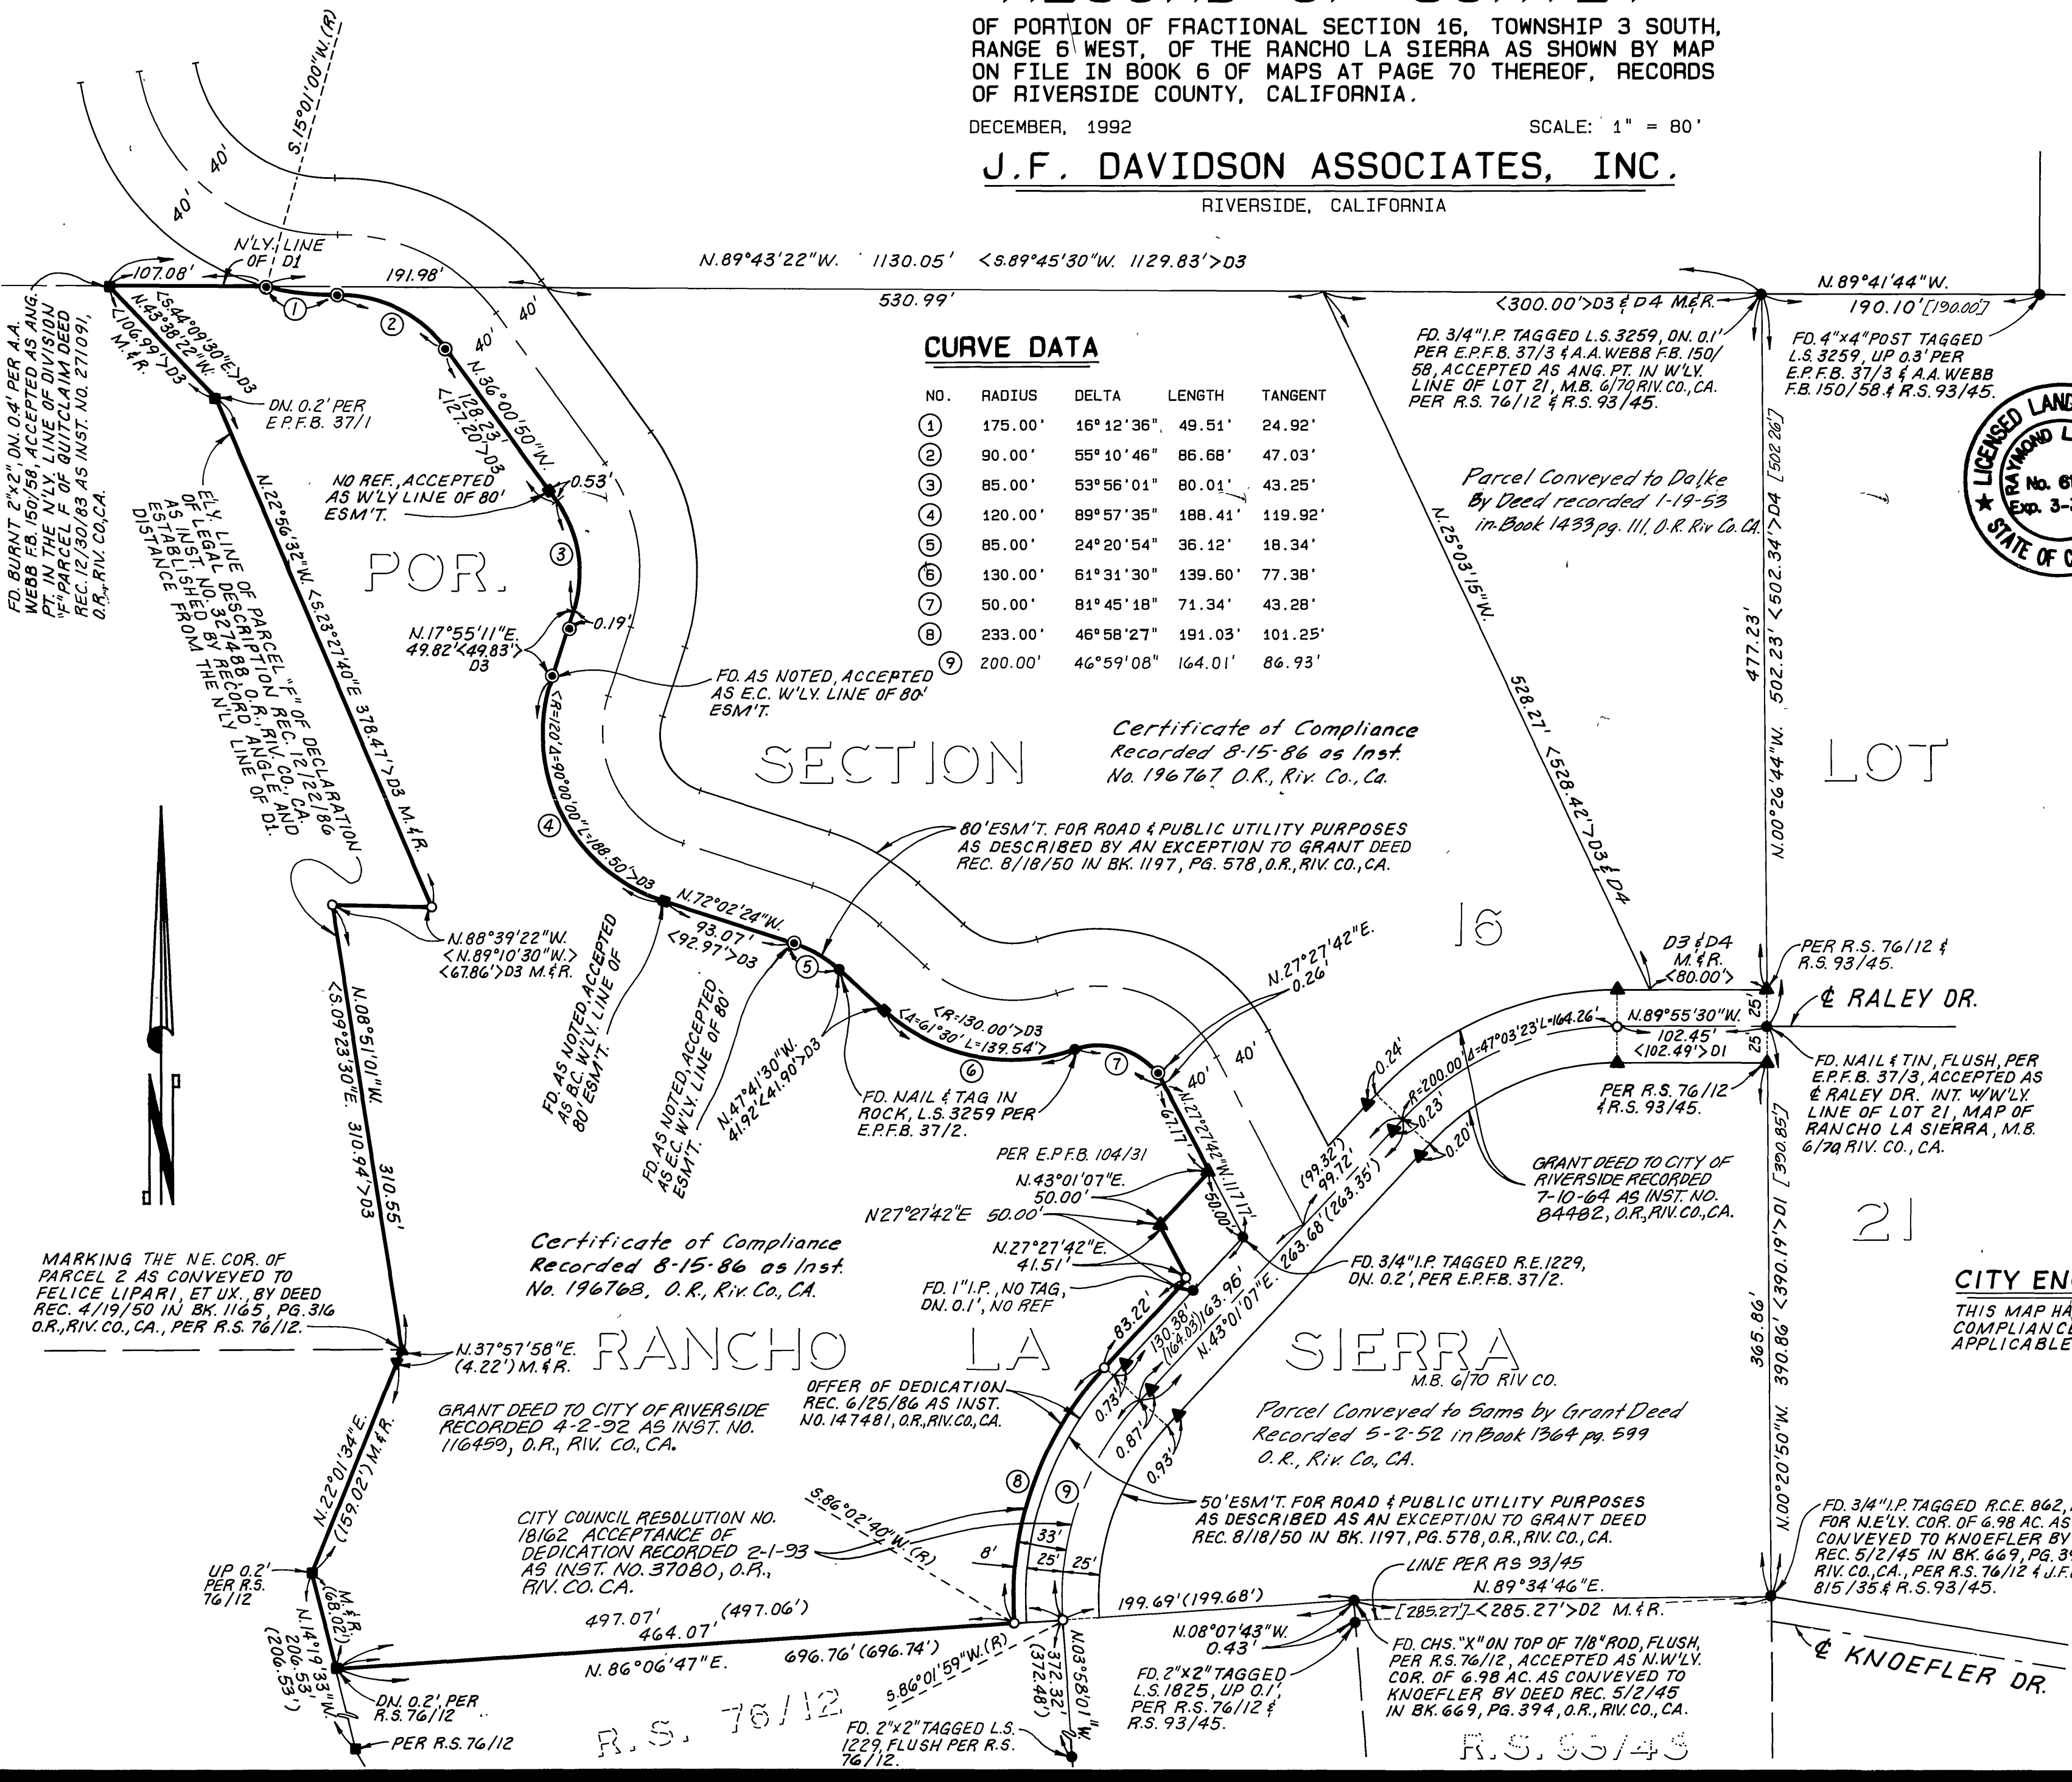 OF PORTION OF FRACTIONAL SECTION 16, TOWNSHIP 3 SOUTH,
RANGE 6 WEST, OF THE RANCHO LA SIERRA AS SHOWN BY MAP
ON FILE IN BOOK 6 OF MAPS AT PAGE 70 THEREOF, RECORDS
OF RIVERSIDE COUNTY, CALIFORNIA.
DECEMBER, 1992
SCALE: 1" = 80'
J.F. DAVIDSON ASSOCIATES, INC.
RIVERSIDE, CALIFORNIA
S.15°01'00"W.(R)
40'
40'
N'LY. LINE
OF D1
107.08'
191.98'
N.89°43'22"W. 1130.05' <S.89°45'30"W. 1129.83'>D3
530.99'
<300.00'>D3 & D4 M.&R.
N.89°41'44"W.
190.10' [190.00']
FD. BURNT 2"x2", DN. 0.4' PER A.A.
WEBB F.B. 150/58, ACCEPTED AS ANG.
PT. IN THE N'LY. LINE OF DIVISION
"F" PARCEL F OF QUITCLAIM DEED
REC. 12/30/83 AS INST. NO. 271091,
O.R., RIV. CO., CA.
<S.44°09'30"E.>D3
N.43°38'22"W.
<106.99'>D3
M.&R.
DN. 0.2' PER
E.P.F.B. 37/1
1
2
40'
40'
40'
N.36°00'50"W.
128.23'
<127.20'>D3
NO REF., ACCEPTED
AS W'LY LINE OF 80'
ESM'T.
0.53'
3
CURVE DATA
NO. RADIUS DELTA LENGTH TANGENT
1 175.00' 16°12'36" 49.51' 24.92'
2 90.00' 55°10'46" 86.68' 47.03'
3 85.00' 53°56'01" 80.01' 43.25'
4 120.00' 89°57'35" 188.41' 119.92'
5 85.00' 24°20'54" 36.12' 18.34'
6 130.00' 61°31'30" 139.60' 77.38'
7 50.00' 81°45'18" 71.34' 43.28'
8 233.00' 46°58'27" 191.03' 101.25'
9 200.00' 46°59'08" 164.01' 86.93'
FD. 3/4" I.P. TAGGED L.S. 3259, DN. 0.1'
PER E.P.F.B. 37/3 & A.A. WEBB F.B. 150/
58, ACCEPTED AS ANG. PT. IN W'LY.
LINE OF LOT 21, M.B. 6/70 RIV. CO., CA.
PER R.S. 76/12 & R.S. 93/45.
FD. 4"x4" POST TAGGED
L.S. 3259, UP 0.3' PER
E.P.F.B. 37/3 & A.A. WEBB
F.B. 150/58 & R.S. 93/45.
LICENSED LAND
RAYMOND L
Exp. 3-3
STATE OF C
Parcel Conveyed to Dalke
By Deed recorded 1-19-53
in Book 1433 pg. 111, O.R. Riv Co. CA.
N.25°03'15"W.
528.27' <528.42'>D3 & D4
477.23'
N.00°26'44"W. 502.23' <502.34'>D4 [502.26']
N.22°56'32"W. <S.23°27'40"E 378.47'>D3 M.&R.
E'LY. LINE OF PARCEL "F" OF DECLARATION
OF LEGAL DESCRIPTION REC. 12/22/86
AS INST. NO. 327488, O.R., RIV. CO., CA.
ESTABLISHED BY RECORD ANGLE AND
DISTANCE FROM THE N'LY LINE OF D1.
POR.
SECTION
16
LOT
21
N.17°55'11"E.
49.82' <49.83'>
D3
0.19'
FD. AS NOTED, ACCEPTED
AS E.C. W'LY. LINE OF 80'
ESM'T.
<R=120' Δ=90°00'00" L=188.50'>D3
4
Certificate of Compliance
Recorded 8-15-86 as Inst.
No. 196767 O.R., Riv. Co., Ca.
80' ESM'T. FOR ROAD & PUBLIC UTILITY PURPOSES
AS DESCRIBED BY AN EXCEPTION TO GRANT DEED
REC. 8/18/50 IN BK. 1197, PG. 578, O.R., RIV. CO., CA.
N.72°02'24"W.
93.07'
<92.97'>D3
5
N.88°39'22"W.
<N.89°10'30"W.>
<67.86'>D3 M.&R.
FD. AS NOTED, ACCEPTED
AS B.C. W'LY. LINE OF
80' ESM'T.
FD. AS NOTED, ACCEPTED
AS E.C. W'LY. LINE OF 80'
ESM'T.
N.47°41'30"W.
41.92' <41.90'>D3
<R=130.00'>D3
<Δ=61°30' L=139.54'>
6
7
N.27°27'42"E.
0.26'
FD. NAIL & TAG IN
ROCK, L.S. 3259 PER
E.P.F.B. 37/2.
N.08°51'01"W. 310.55'
<S.09°23'30"E. 310.94'>D3
40'
40'
67.17'
N.27°27'42"W. 117.17'
50.00'
PER E.P.F.B. 104/31
N.43°01'07"E.
50.00'
N27°27'42"E 50.00'
N.27°27'42"E.
41.51'
FD. 1" I.P., NO TAG,
DN. 0.1', NO REF
D3 & D4
M.&R.
<80.00'>
PER R.S. 76/12 &
R.S. 93/45.
℄ RALEY DR.
25'
25'
N.89°55'30"W.
102.45'
<102.49'>D1
R=200.00' Δ=47°03'23" L=164.26'
0.24'
0.23'
0.20'
PER R.S. 76/12
& R.S. 93/45.
FD. NAIL & TIN, FLUSH, PER
E.P.F.B. 37/3, ACCEPTED AS
℄ RALEY DR. INT. W/W'LY.
LINE OF LOT 21, MAP OF
RANCHO LA SIERRA, M.B.
6/70, RIV. CO., CA.
(99.32')
99.72'
N.43°01'07"E. 263.68' (263.35')
GRANT DEED TO CITY OF
RIVERSIDE RECORDED
7-10-64 AS INST. NO.
84482, O.R., RIV. CO., CA.
FD. 3/4" I.P. TAGGED R.E. 1229,
DN. 0.2', PER E.P.F.B. 37/2.
130.38'
(164.03') 163.96'
83.22'
Certificate of Compliance
Recorded 8-15-86 as Inst.
No. 196768, O.R., Riv. Co., CA.
MARKING THE N.E. COR. OF
PARCEL 2 AS CONVEYED TO
FELICE LIPARI, ET UX., BY DEED
REC. 4/19/50 IN BK. 1165, PG. 316
O.R., RIV. CO., CA., PER R.S. 76/12.
N.37°57'58"E.
(4.22') M.&R.
RANCHO LA SIERRA
M.B. 6/70 RIV CO.
CITY EN
THIS MAP HA
COMPLIANCE
APPLICABLE
365.86'
N.00°20'50"W. 390.86' <390.19'>D1 [390.85']
OFFER OF DEDICATION
REC. 6/25/86 AS INST.
NO. 147481, O.R., RIV. CO., CA.
GRANT DEED TO CITY OF RIVERSIDE
RECORDED 4-2-92 AS INST. NO.
116459, O.R., RIV. CO., CA.
0.73'
0.87'
0.93'
Parcel Conveyed to Sams by Grant Deed
Recorded 5-2-52 in Book 1364 pg. 599
O.R., Riv. Co., CA.
N.22°01'34"E.
(159.02') M.&R.
8
9
CITY COUNCIL RESOLUTION NO.
18162 ACCEPTANCE OF
DEDICATION RECORDED 2-1-93
AS INST. NO. 37080, O.R.,
RIV. CO. CA.
S.86°02'40"W.(R)
50' ESM'T. FOR ROAD & PUBLIC UTILITY PURPOSES
AS DESCRIBED AS AN EXCEPTION TO GRANT DEED
REC. 8/18/50 IN BK. 1197, PG. 578, O.R., RIV. CO., CA.
33'
8'
25'
25'
LINE PER RS 93/45
N.89°34'46"E.
[285.27'] <285.27'>D2 M.&R.
199.69' (199.68')
FD. 3/4" I.P. TAGGED R.C.E. 862,
FOR N.E'LY. COR. OF 6.98 AC. AS
CONVEYED TO KNOEFLER BY
REC. 5/2/45 IN BK. 669, PG. 39
RIV. CO., CA., PER R.S. 76/12 & J.F.
815/35 & R.S. 93/45.
UP 0.2'
PER R.S.
76/12
M.&R.
(68.02')
N.14°19'33"W.
206.53'
(206.53')
497.07' (497.06')
464.07'
696.76' (696.74')
N.86°06'47"E.
S.86°01'59"W.(R)
DN. 0.2', PER
R.S. 76/12
PER R.S. 76/12
R.S. 76/12
N.03°58'01"W.
372.32'
(372.48')
FD. 2"x2" TAGGED L.S.
1229, FLUSH PER R.S.
76/12.
N.08°07'43"W.
0.43'
FD. 2"x2" TAGGED
L.S. 1825, UP 0.1',
PER R.S. 76/12 &
R.S. 93/45.
FD. CHS. "X" ON TOP OF 7/8" ROD, FLUSH,
PER R.S. 76/12, ACCEPTED AS N.W'LY.
COR. OF 6.98 AC. AS CONVEYED TO
KNOEFLER BY DEED REC. 5/2/45
IN BK. 669, PG. 394, O.R., RIV. CO., CA.
R.S. 93/45
℄ KNOEFLER DR.